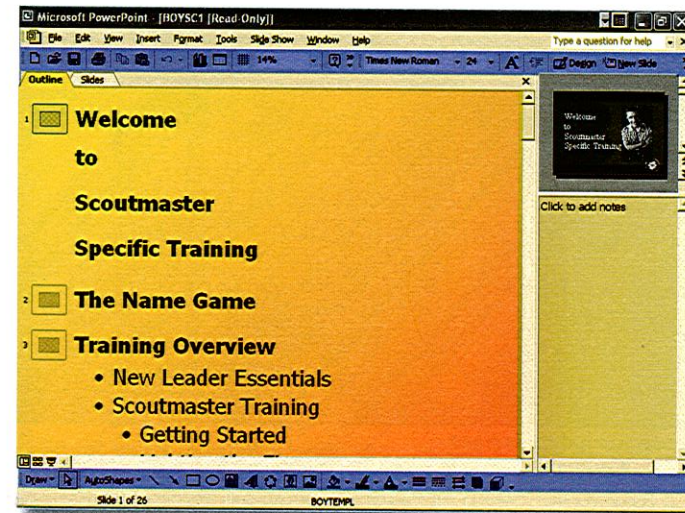 Microsoft PowerPoint - [BOYSC1 [Read-Only]]
File Edit View Insert Format Tools Slide Show Window Help
Type a question for help
14% Times New Roman 24 A Design New Slide
Outline Slides
1 Welcome
to
Scoutmaster
Specific Training
2 The Name Game
3 Training Overview
• New Leader Essentials
• Scoutmaster Training
• Getting Started
Welcome
to
Scoutmaster
Specific Training
Click to add notes
Draw AutoShapes
Slide 1 of 26 BOYTEMPL